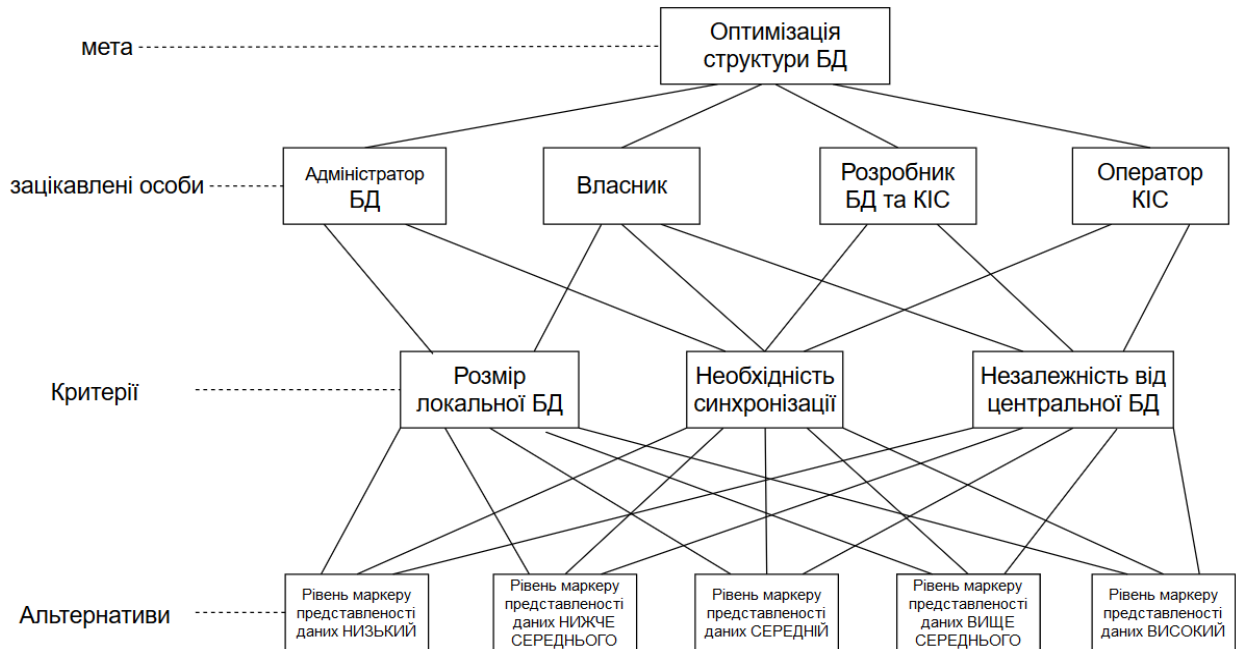 мета
Оптимізація
структури БД
зацікавлені особи
Адміністратор
БД
Власник
Розробник
БД та КІС
Оператор
КІС
Критерії
Розмір
локальної БД
Необхідність
синхронізації
Незалежність від
центральної БД
Альтернативи
Рівень маркеру
представленості
даних НИЗЬКИЙ
Рівень маркеру
представленості
даних НИЖЧЕ
СЕРЕДНЬОГО
Рівень маркеру
представленості
даних СЕРЕДНІЙ
Рівень маркеру
представленості
даних ВИЩЕ
СЕРЕДНЬОГО
Рівень маркеру
представленості
даних ВИСОКИЙ